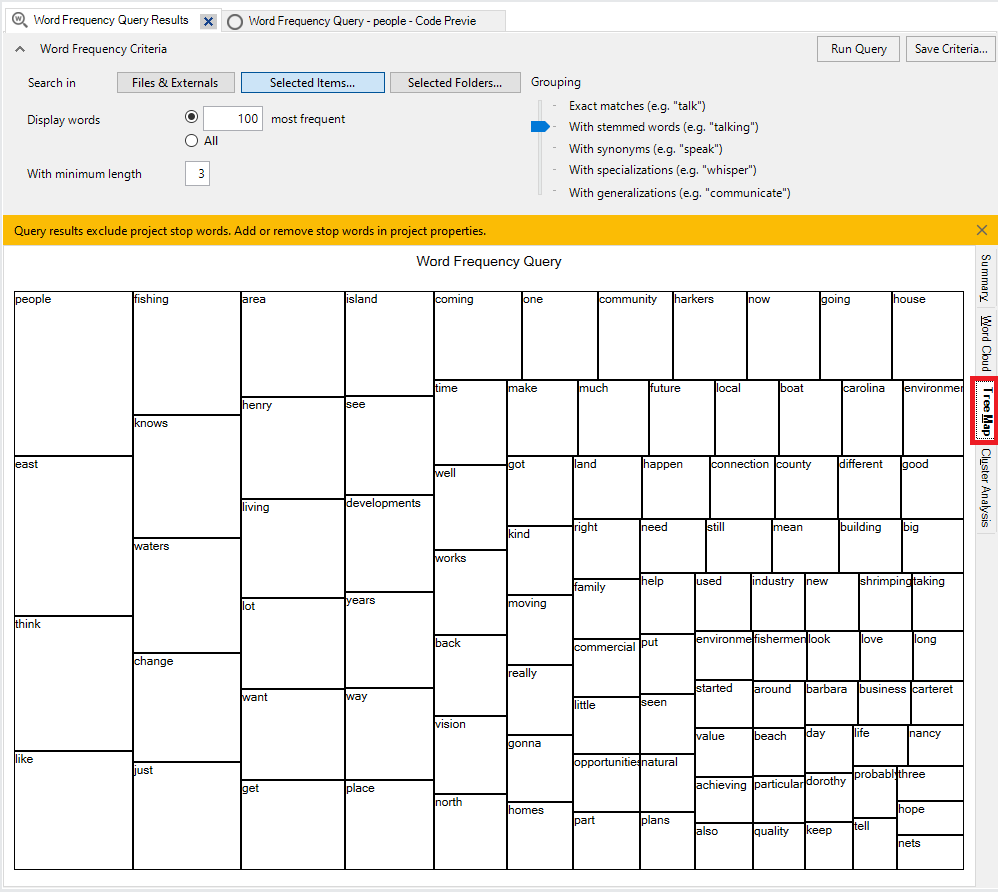 Word Frequency Query Results
Word Frequency Query - people - Code Previe
Word Frequency Criteria
Run Query
Save Criteria...
Search in
Files & Externals
Selected Items...
Selected Folders...
Grouping
Display words
100
most frequent
All
With minimum length
3
Exact matches (e.g. "talk")
With stemmed words (e.g. "talking")
With synonyms (e.g. "speak")
With specializations (e.g. "whisper")
With generalizations (e.g. "communicate")
Query results exclude project stop words. Add or remove stop words in project properties.
Word Frequency Query
Summary
Word Cloud
Tree Map
Cluster Analysis
people
east
think
like
fishing
knows
waters
change
just
area
henry
living
lot
want
get
island
see
developments
years
way
place
coming
one
community
harkers
now
going
house
time
make
much
future
local
boat
carolina
environmen
well
works
back
vision
north
got
kind
moving
really
gonna
homes
land
happen
connection
county
different
good
right
need
still
mean
building
big
family
commercial
little
opportunities
part
help
put
seen
natural
plans
used
industry
new
shrimping
taking
environme
fishermen
look
love
long
started
around
barbara
business
carteret
value
beach
day
life
nancy
achieving
particular
dorothy
probably
three
hope
also
quality
keep
tell
nets